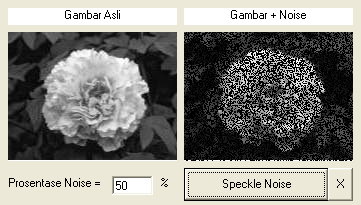 Gambar Asli
Gambar + Noise
Prosentase Noise = 50 %
Speckle Noise
X